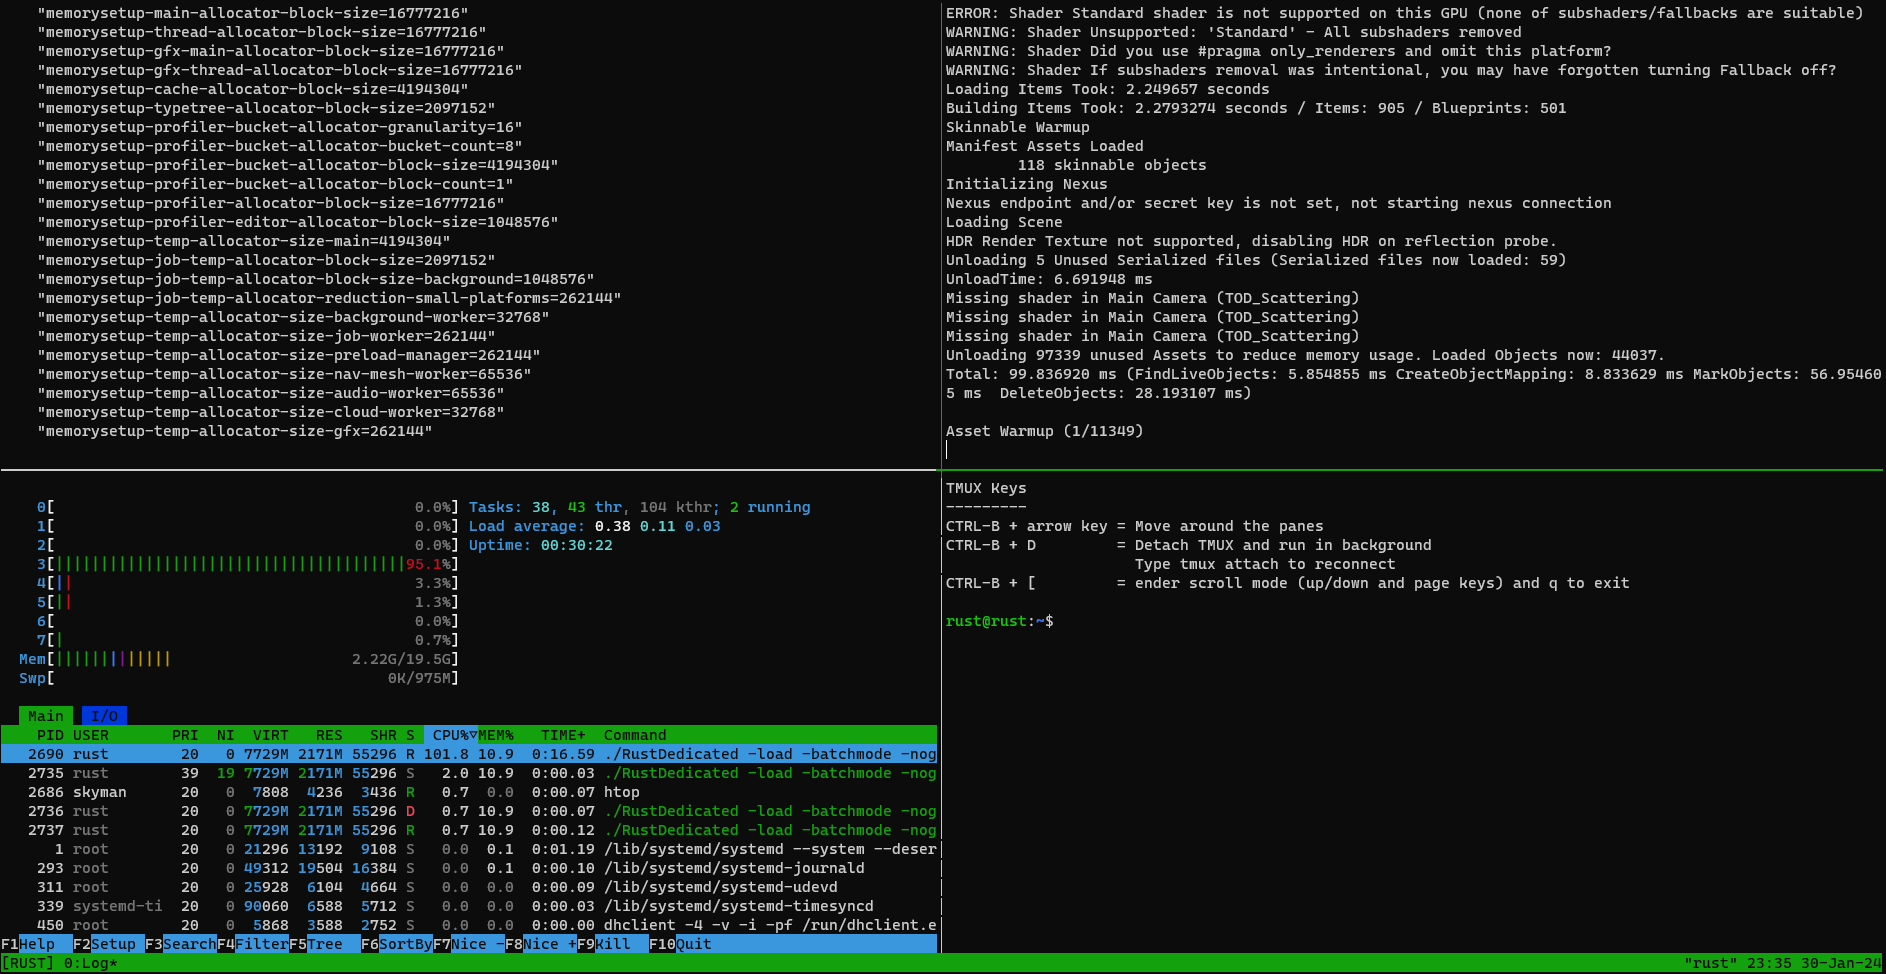 "memorysetup-main-allocator-block-size=16777216"
"memorysetup-thread-allocator-block-size=16777216"
"memorysetup-gfx-main-allocator-block-size=16777216"
"memorysetup-gfx-thread-allocator-block-size=16777216"
"memorysetup-cache-allocator-block-size=4194304"
"memorysetup-typetree-allocator-block-size=2097152"
"memorysetup-profiler-bucket-allocator-granularity=16"
"memorysetup-profiler-bucket-allocator-bucket-count=8"
"memorysetup-profiler-bucket-allocator-block-size=4194304"
"memorysetup-profiler-bucket-allocator-block-count=1"
"memorysetup-profiler-allocator-block-size=16777216"
"memorysetup-profiler-editor-allocator-block-size=1048576"
"memorysetup-temp-allocator-size-main=4194304"
"memorysetup-job-temp-allocator-block-size=2097152"
"memorysetup-job-temp-allocator-block-size-background=1048576"
"memorysetup-job-temp-allocator-reduction-small-platforms=262144"
"memorysetup-temp-allocator-size-background-worker=32768"
"memorysetup-temp-allocator-size-job-worker=262144"
"memorysetup-temp-allocator-size-preload-manager=262144"
"memorysetup-temp-allocator-size-nav-mesh-worker=65536"
"memorysetup-temp-allocator-size-audio-worker=65536"
"memorysetup-temp-allocator-size-cloud-worker=32768"
"memorysetup-temp-allocator-size-gfx=262144"
ERROR: Shader Standard shader is not supported on this GPU (none of subshaders/fallbacks are suitable)
WARNING: Shader Unsupported: 'Standard' - All subshaders removed
WARNING: Shader Did you use #pragma only_renderers and omit this platform?
WARNING: Shader If subshaders removal was intentional, you may have forgotten turning Fallback off?
Loading Items Took: 2.249657 seconds
Building Items Took: 2.2793274 seconds / Items: 905 / Blueprints: 501
Skinnable Warmup
Manifest Assets Loaded
118 skinnable objects
Initializing Nexus
Nexus endpoint and/or secret key is not set, not starting nexus connection
Loading Scene
HDR Render Texture not supported, disabling HDR on reflection probe.
Unloading 5 Unused Serialized files (Serialized files now loaded: 59)
UnloadTime: 6.691948 ms
Missing shader in Main Camera (TOD_Scattering)
Missing shader in Main Camera (TOD_Scattering)
Missing shader in Main Camera (TOD_Scattering)
Unloading 97339 unused Assets to reduce memory usage. Loaded Objects now: 44037.
Total: 99.836920 ms (FindLiveObjects: 5.854855 ms CreateObjectMapping: 8.833629 ms MarkObjects: 56.95460
5 ms  DeleteObjects: 28.193107 ms)
Asset Warmup (1/11349)
0[ 0.0%] Tasks: 38, 43 thr, 104 kthr; 2 running
1[ 0.0%] Load average: 0.38 0.11 0.03
2[ 0.0%] Uptime: 00:30:22
3[||||||||||||||||||||||||||||||||||||||| 95.1%]
4[|| 3.3%]
5[|| 1.3%]
6[ 0.0%]
7[| 0.7%]
Mem[||||||||||||| 2.22G/19.5G]
Swp[ 0K/975M]
Main I/O
PID USER PRI NI VIRT RES SHR S CPU%▽MEM% TIME+ Command
2690 rust 20 0 7729M 2171M 55296 R 101.8 10.9 0:16.59 ./RustDedicated -load -batchmode -nog
2735 rust 39 19 7729M 2171M 55296 S 2.0 10.9 0:00.03 ./RustDedicated -load -batchmode -nog
2686 skyman 20 0 7808 4236 3436 R 0.7 0.0 0:00.07 htop
2736 rust 20 0 7729M 2171M 55296 D 0.7 10.9 0:00.07 ./RustDedicated -load -batchmode -nog
2737 rust 20 0 7729M 2171M 55296 R 0.7 10.9 0:00.12 ./RustDedicated -load -batchmode -nog
1 root 20 0 21296 13192 9108 S 0.0 0.1 0:01.19 /lib/systemd/systemd --system --deser
293 root 20 0 49312 19504 16384 S 0.0 0.1 0:00.10 /lib/systemd/systemd-journald
311 root 20 0 25928 6104 4664 S 0.0 0.0 0:00.09 /lib/systemd/systemd-udevd
339 systemd-ti 20 0 90060 6588 5712 S 0.0 0.0 0:00.03 /lib/systemd/systemd-timesyncd
450 root 20 0 5868 3588 2752 S 0.0 0.0 0:00.00 dhclient -4 -v -i -pf /run/dhclient.e
F1Help F2Setup F3SearchF4FilterF5Tree F6SortByF7Nice -F8Nice +F9Kill F10Quit
TMUX Keys
---------
CTRL-B + arrow key = Move around the panes
CTRL-B + D = Detach TMUX and run in background
Type tmux attach to reconnect
CTRL-B + [ = ender scroll mode (up/down and page keys) and q to exit
rust@rust:~$
[RUST] 0:Log* "rust" 23:35 30-Jan-24